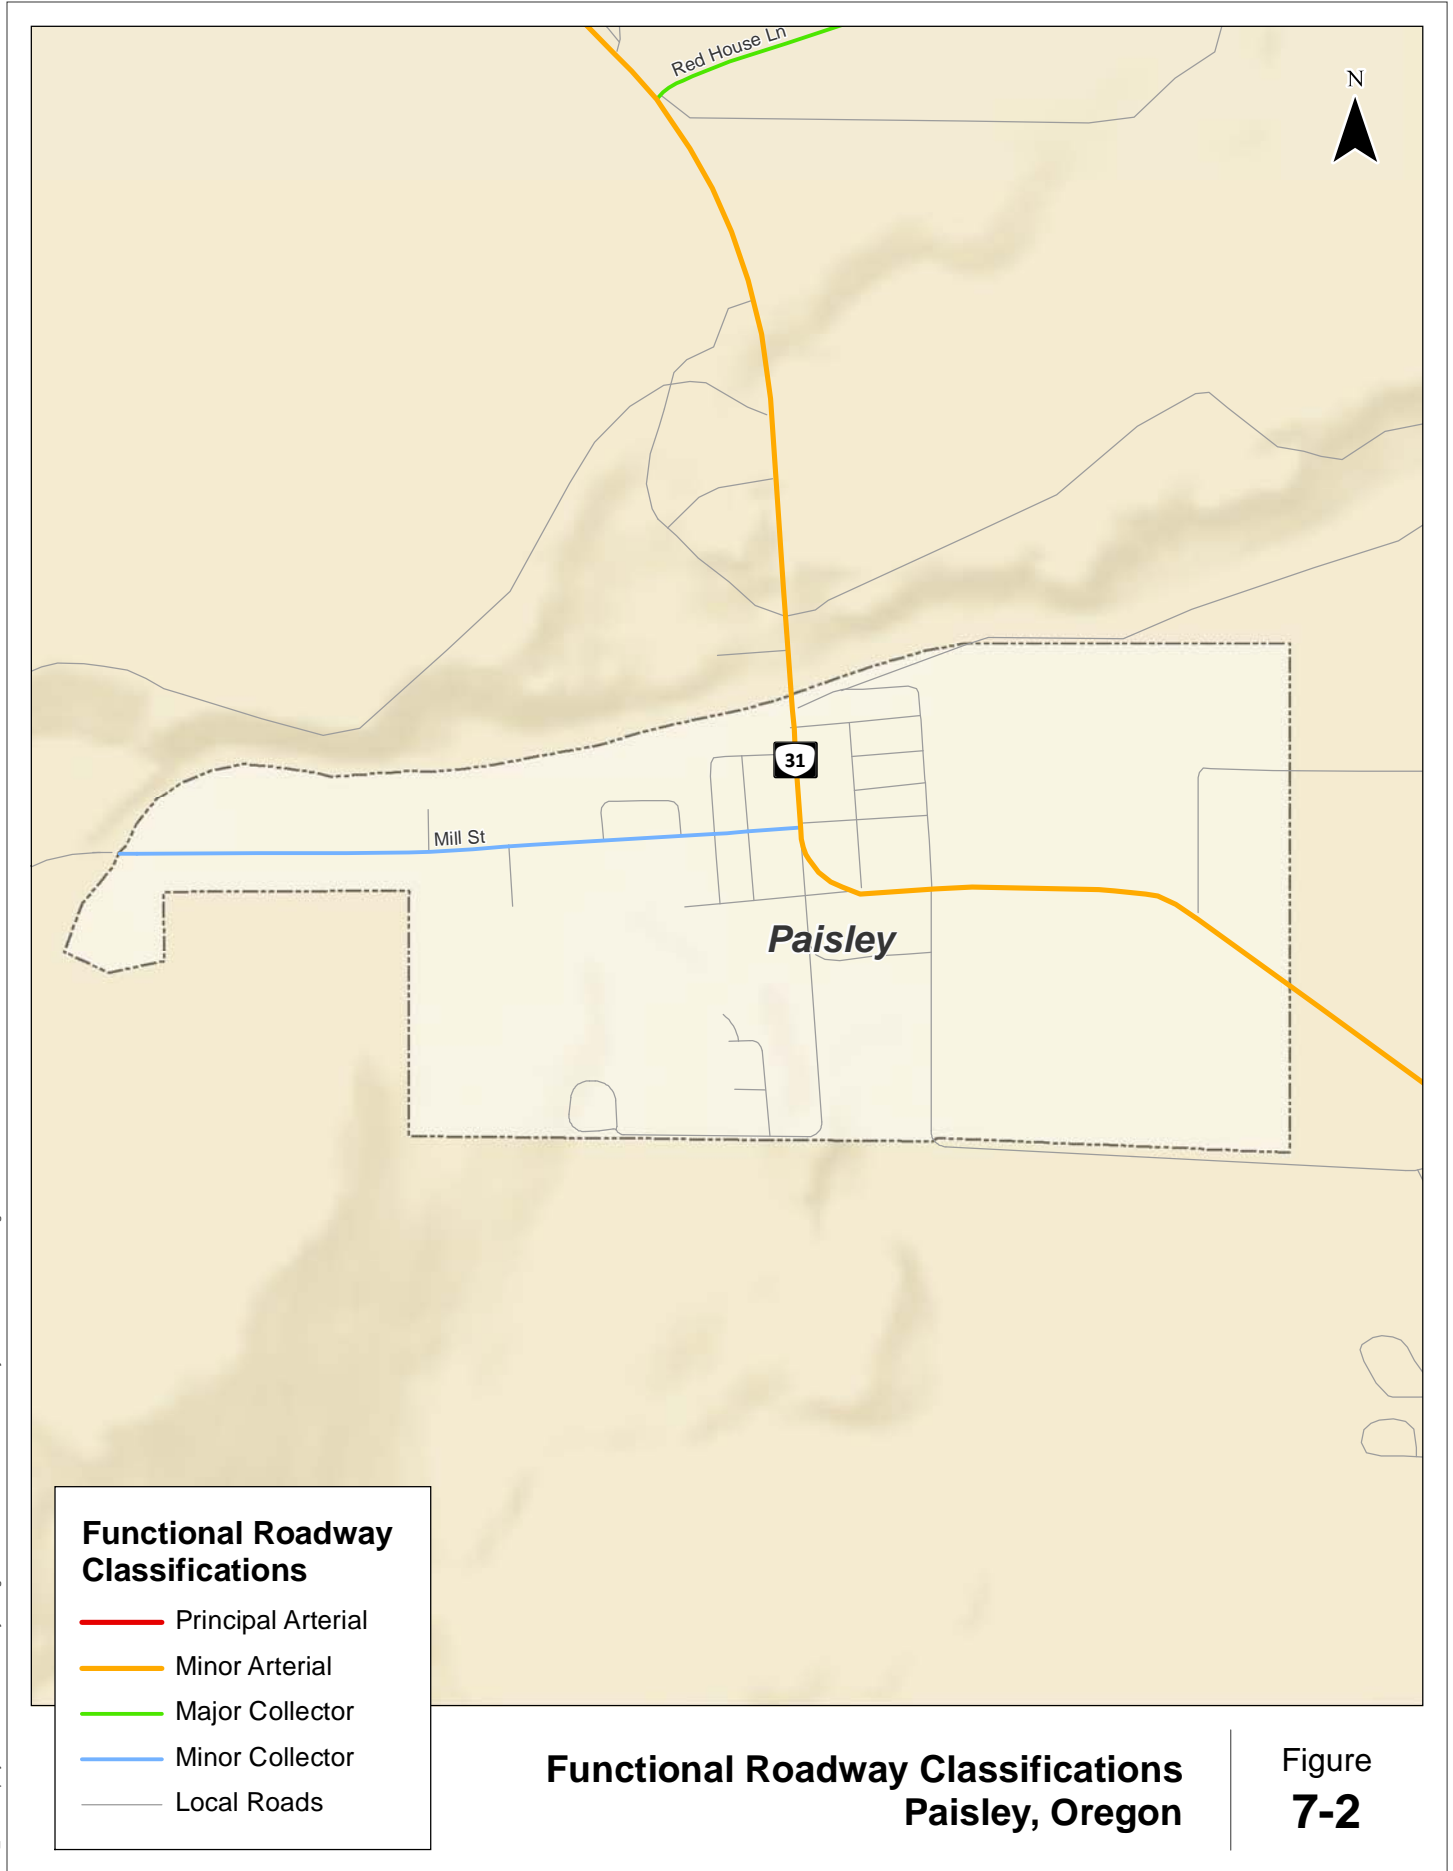 Red House Ln
N
31
Mill St
Paisley
Functional Roadway
Classifications
Principal Arterial
Minor Arterial
Major Collector
Minor Collector
Local Roads
Functional Roadway Classifications
Paisley, Oregon
Figure
7-2